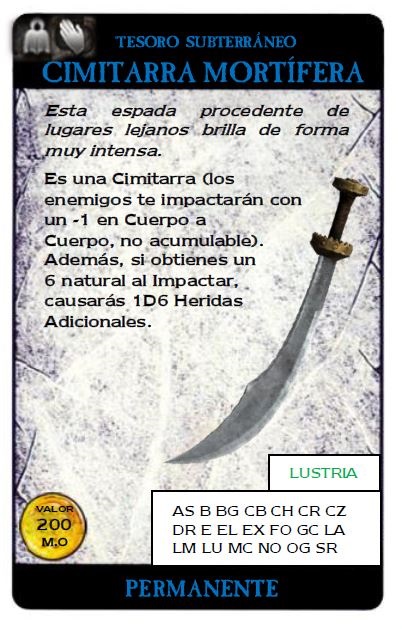 TESORO SUBTERRÁNEO
CIMITARRA MORTÍFERA
Esta espada procedente de
lugares lejanos brilla de forma
muy intensa.
Es una Cimitarra (los
enemigos te impactarán con
un -1 en Cuerpo a
Cuerpo, no acumulable).
Además, si obtienes un
6 natural al Impactar,
causarás 1D6 Heridas
Adicionales.
LUSTRIA
VALOR
200
M.O
AS B BG CB CH CR CZ
DR E EL EX FO GC LA
LM LU MC NO OG SR
PERMANENTE